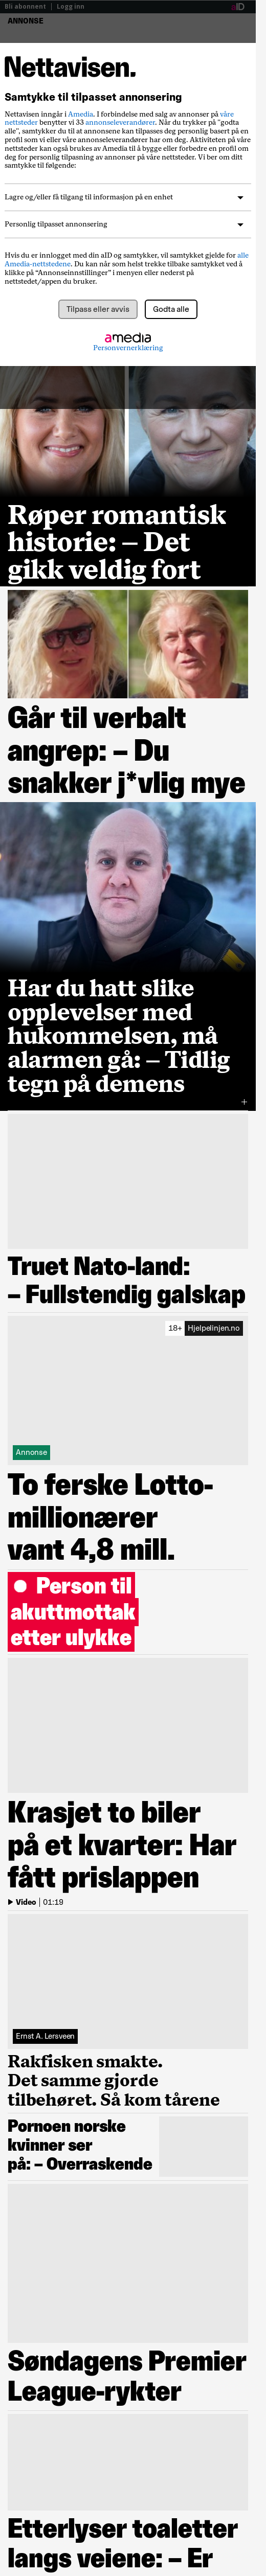 Bli abonnent | Logg inn
aID
ANNONSE
Nettavisen.
Samtykke til tilpasset annonsering
Nettavisen inngår i Amedia. I forbindelse med salg av annonser på våre
nettsteder benytter vi 33 annonseleverandører. Når du trykker på "godta
alle", samtykker du til at annonsene kan tilpasses deg personlig basert på en
profil som vi eller våre annonseleverandører har om deg. Aktiviteten på våre
nettsteder kan også brukes av Amedia til å bygge eller forbedre en profil om
deg for personlig tilpasning av annonser på våre nettsteder. Vi ber om ditt
samtykke til følgende:
Lagre og/eller få tilgang til informasjon på en enhet
Personlig tilpasset annonsering
Hvis du er innlogget med din aID og samtykker, vil samtykket gjelde for alle
Amedia-nettstedene. Du kan når som helst trekke tilbake samtykket ved å
klikke på “Annonseinnstillinger” i menyen eller nederst på
nettstedet/appen du bruker.
Tilpass eller avvis
Godta alle
amedia
Personvernerklæring
Røper romantisk
historie: – Det
gikk veldig fort
Går til verbalt
angrep: – Du
snakker j*vlig mye
Har du hatt slike
opplevelser med
hukommelsen, må
alarmen gå: – Tidlig
tegn på demens
+
Truet Nato-land:
– Fullstendig galskap
18+ Hjelpelinjen.no
Annonse
To ferske Lotto-
millionærer
vant 4,8 mill.
Person til
akuttmottak
etter ulykke
Krasjet to biler
på et kvarter: Har
fått prislappen
Video | 01:19
Ernst A. Lersveen
Rakfisken smakte.
Det samme gjorde
tilbehøret. Så kom tårene
Pornoen norske
kvinner ser
på: – Overraskende
Søndagens Premier
League-rykter
Etterlyser toaletter
langs veiene: – Er